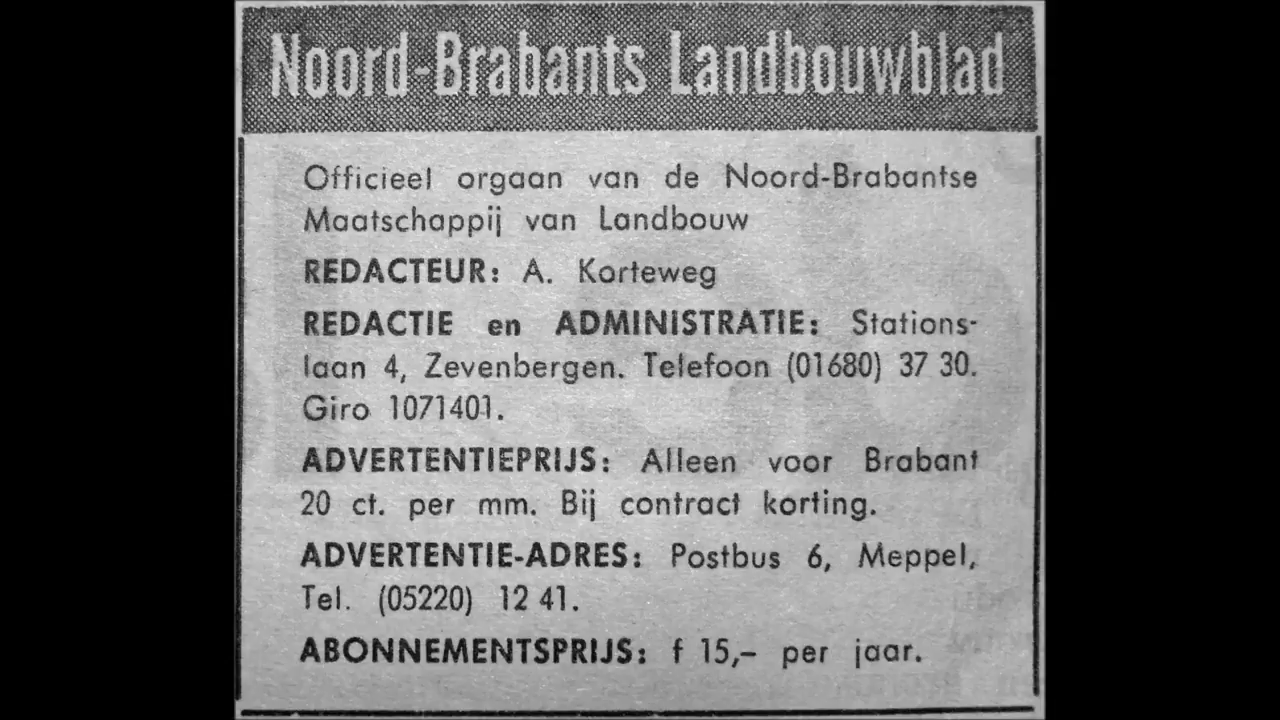 Noord-Brabants Landbouwblad
Officieel orgaan van de Noord-Brabantse
Maatschappij van Landbouw
REDACTEUR: A. Korteweg
REDACTIE en ADMINISTRATIE: Stations-
laan 4, Zevenbergen. Telefoon (01680) 37 30.
Giro 1071401.
ADVERTENTIEPRIJS: Alleen voor Brabant
20 ct. per mm. Bij contract korting.
ADVERTENTIE-ADRES: Postbus 6, Meppel,
Tel. (05220) 12 41.
ABONNEMENTSPRIJS: f 15,– per jaar.